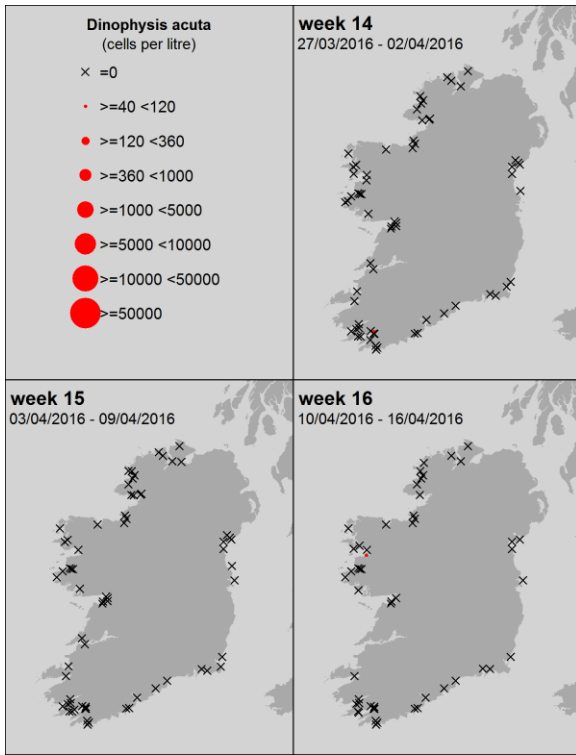 Dinophysis acuta
(cells per litre)
=0
>=40 <120
>=120 <360
>=360 <1000
>=1000 <5000
>=5000 <10000
>=10000 <50000
>=50000
week 14
27/03/2016 - 02/04/2016
week 15
03/04/2016 - 09/04/2016
week 16
10/04/2016 - 16/04/2016